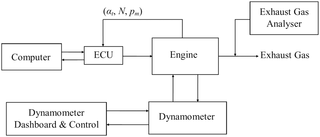 (αₜ, N, pₘ)
Exhaust Gas
Analyser
Computer
ECU
Engine
Exhaust Gas
Dynamometer
Dashboard & Control
Dynamometer